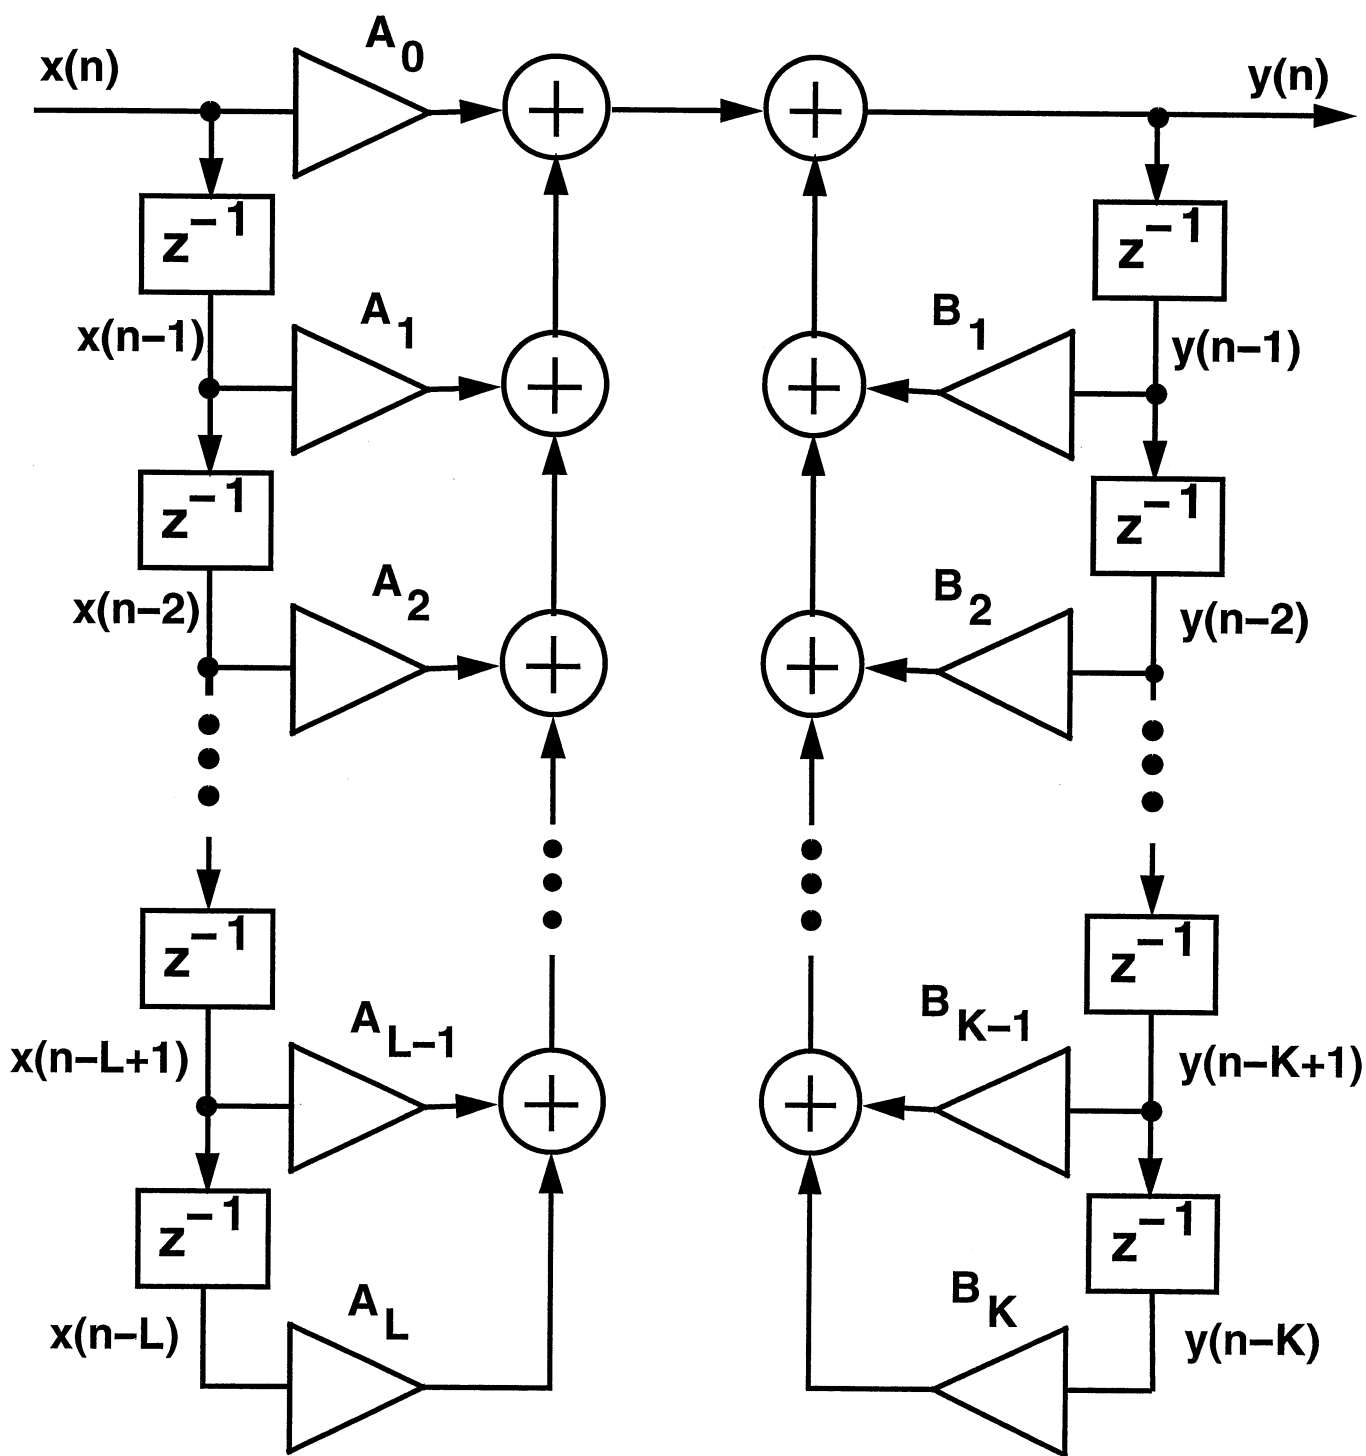 x(n)
A0
y(n)
z−1
z−1
x(n−1)
A1
B1
y(n−1)
z−1
z−1
x(n−2)
A2
B2
y(n−2)
z−1
z−1
x(n−L+1)
AL−1
BK−1
y(n−K+1)
z−1
z−1
x(n−L)
AL
BK
y(n−K)